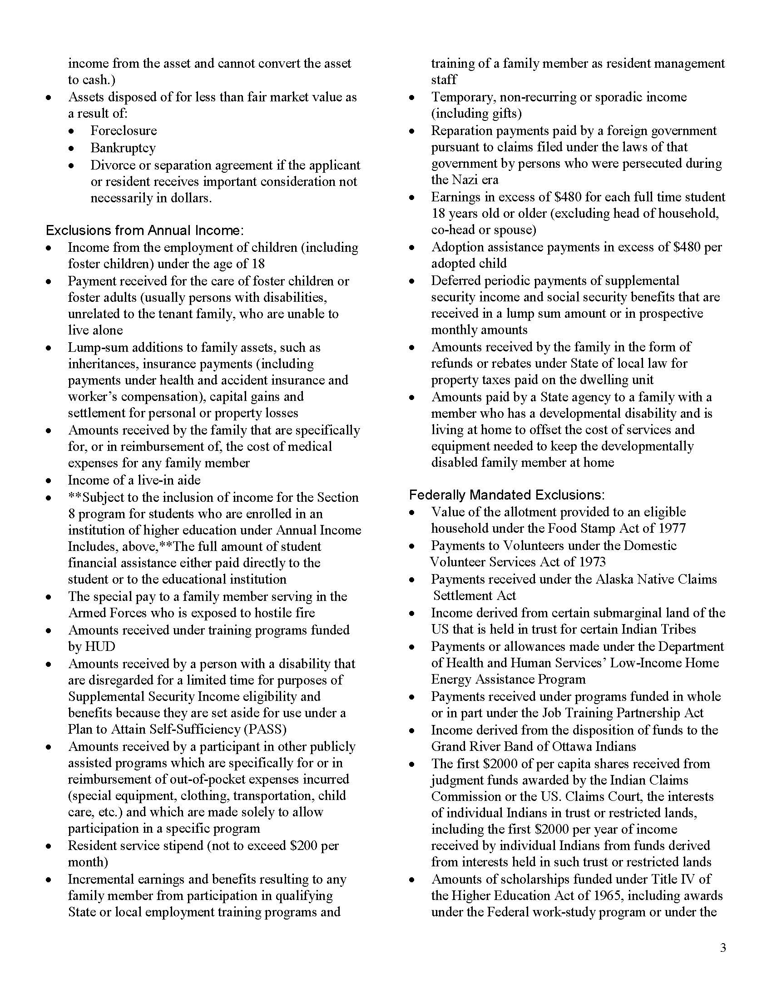 income from the asset and cannot convert the asset
to cash.)
• Assets disposed of for less than fair market value as
a result of:
• Foreclosure
• Bankruptcy
• Divorce or separation agreement if the applicant
or resident receives important consideration not
necessarily in dollars.
Exclusions from Annual Income:
• Income from the employment of children (including
foster children) under the age of 18
• Payment received for the care of foster children or
foster adults (usually persons with disabilities,
unrelated to the tenant family, who are unable to
live alone
• Lump-sum additions to family assets, such as
inheritances, insurance payments (including
payments under health and accident insurance and
worker’s compensation), capital gains and
settlement for personal or property losses
• Amounts received by the family that are specifically
for, or in reimbursement of, the cost of medical
expenses for any family member
• Income of a live-in aide
• **Subject to the inclusion of income for the Section
8 program for students who are enrolled in an
institution of higher education under Annual Income
Includes, above,**The full amount of student
financial assistance either paid directly to the
student or to the educational institution
• The special pay to a family member serving in the
Armed Forces who is exposed to hostile fire
• Amounts received under training programs funded
by HUD
• Amounts received by a person with a disability that
are disregarded for a limited time for purposes of
Supplemental Security Income eligibility and
benefits because they are set aside for use under a
Plan to Attain Self-Sufficiency (PASS)
• Amounts received by a participant in other publicly
assisted programs which are specifically for or in
reimbursement of out-of-pocket expenses incurred
(special equipment, clothing, transportation, child
care, etc.) and which are made solely to allow
participation in a specific program
• Resident service stipend (not to exceed $200 per
month)
• Incremental earnings and benefits resulting to any
family member from participation in qualifying
State or local employment training programs and
training of a family member as resident management
staff
• Temporary, non-recurring or sporadic income
(including gifts)
• Reparation payments paid by a foreign government
pursuant to claims filed under the laws of that
government by persons who were persecuted during
the Nazi era
• Earnings in excess of $480 for each full time student
18 years old or older (excluding head of household,
co-head or spouse)
• Adoption assistance payments in excess of $480 per
adopted child
• Deferred periodic payments of supplemental
security income and social security benefits that are
received in a lump sum amount or in prospective
monthly amounts
• Amounts received by the family in the form of
refunds or rebates under State of local law for
property taxes paid on the dwelling unit
• Amounts paid by a State agency to a family with a
member who has a developmental disability and is
living at home to offset the cost of services and
equipment needed to keep the developmentally
disabled family member at home
Federally Mandated Exclusions:
• Value of the allotment provided to an eligible
household under the Food Stamp Act of 1977
• Payments to Volunteers under the Domestic
Volunteer Services Act of 1973
• Payments received under the Alaska Native Claims
Settlement Act
• Income derived from certain submarginal land of the
US that is held in trust for certain Indian Tribes
• Payments or allowances made under the Department
of Health and Human Services’ Low-Income Home
Energy Assistance Program
• Payments received under programs funded in whole
or in part under the Job Training Partnership Act
• Income derived from the disposition of funds to the
Grand River Band of Ottawa Indians
• The first $2000 of per capita shares received from
judgment funds awarded by the Indian Claims
Commission or the US. Claims Court, the interests
of individual Indians in trust or restricted lands,
including the first $2000 per year of income
received by individual Indians from funds derived
from interests held in such trust or restricted lands
• Amounts of scholarships funded under Title IV of
the Higher Education Act of 1965, including awards
under the Federal work-study program or under the
3